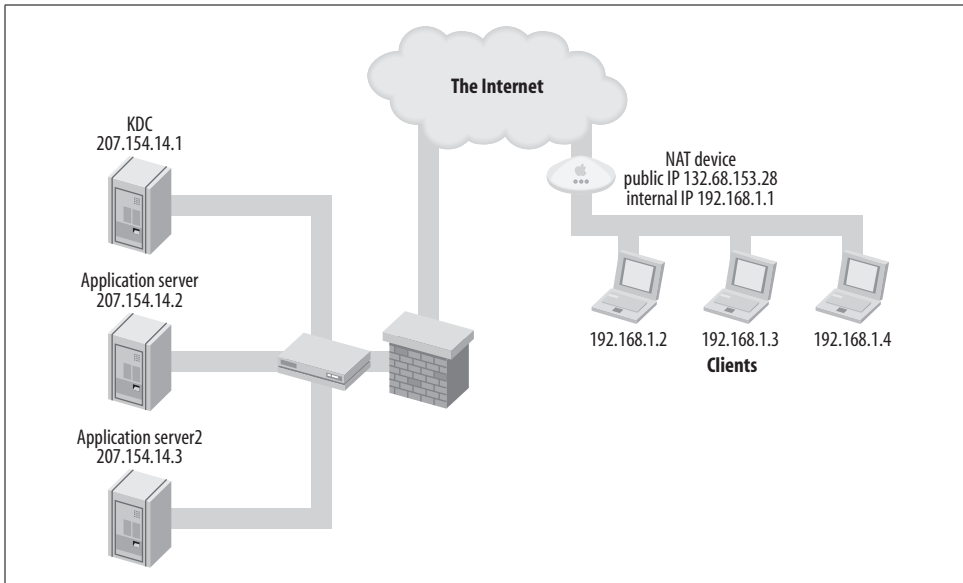 The Internet
KDC
207.154.14.1
NAT device
public IP 132.68.153.28
internal IP 192.168.1.1
Application server
207.154.14.2
192.168.1.2
192.168.1.3
192.168.1.4
Clients
Application server2
207.154.14.3